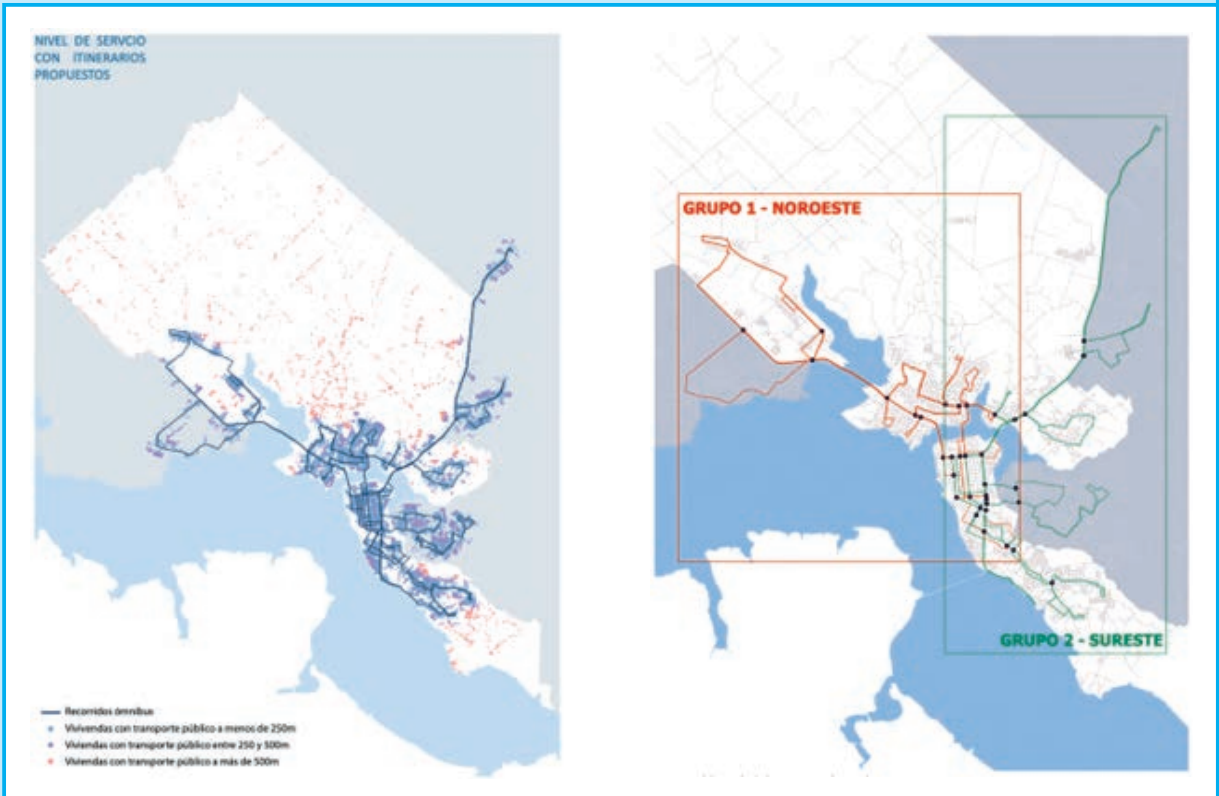 NIVEL DE SERVCIO
CON ITINERARIOS
PROPUESTOS
Recorridos ómnibus
Vivivendas con transporte público a menos de 250m
Viviendas con transporte público entre 250 y 500m
Viviendas con transporte público a más de 500m
GRUPO 1 - NOROESTE
GRUPO 2 - SURESTE